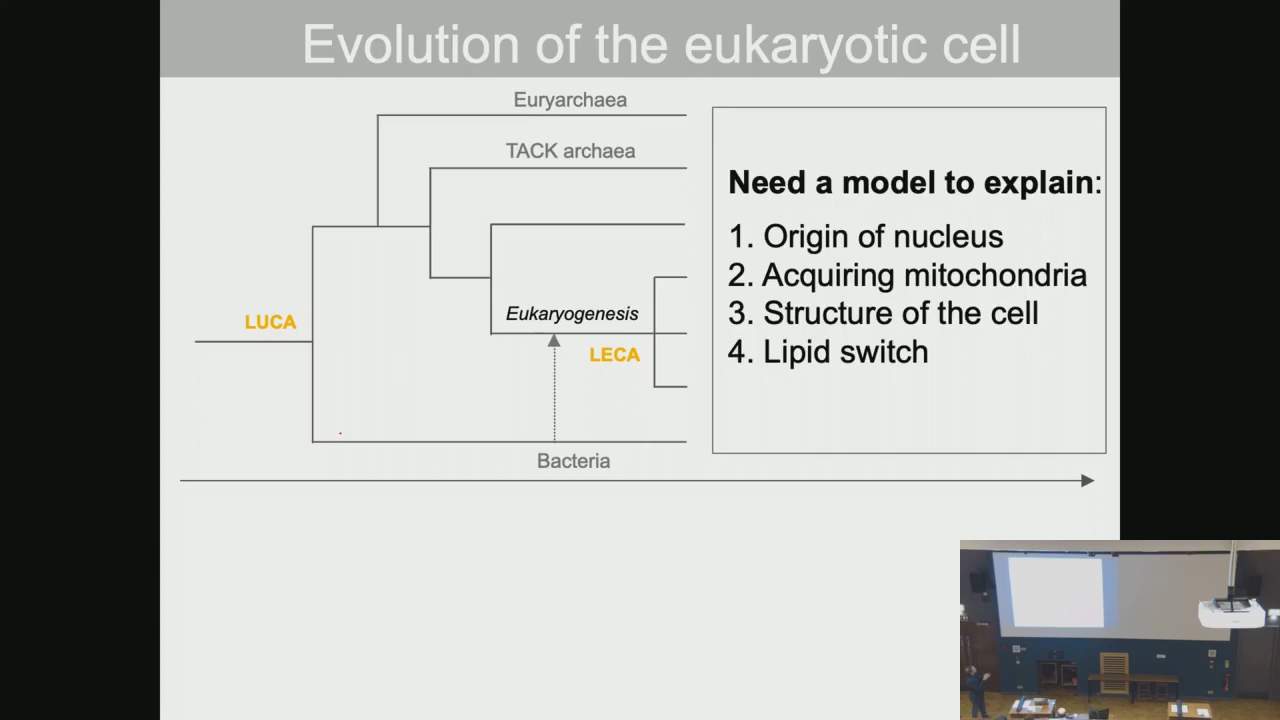 Evolution of the eukaryotic cell
Euryarchaea
TACK archaea
LUCA
Eukaryogenesis
LECA
Bacteria
Need a model to explain:
1. Origin of nucleus
2. Acquiring mitochondria
3. Structure of the cell
4. Lipid switch